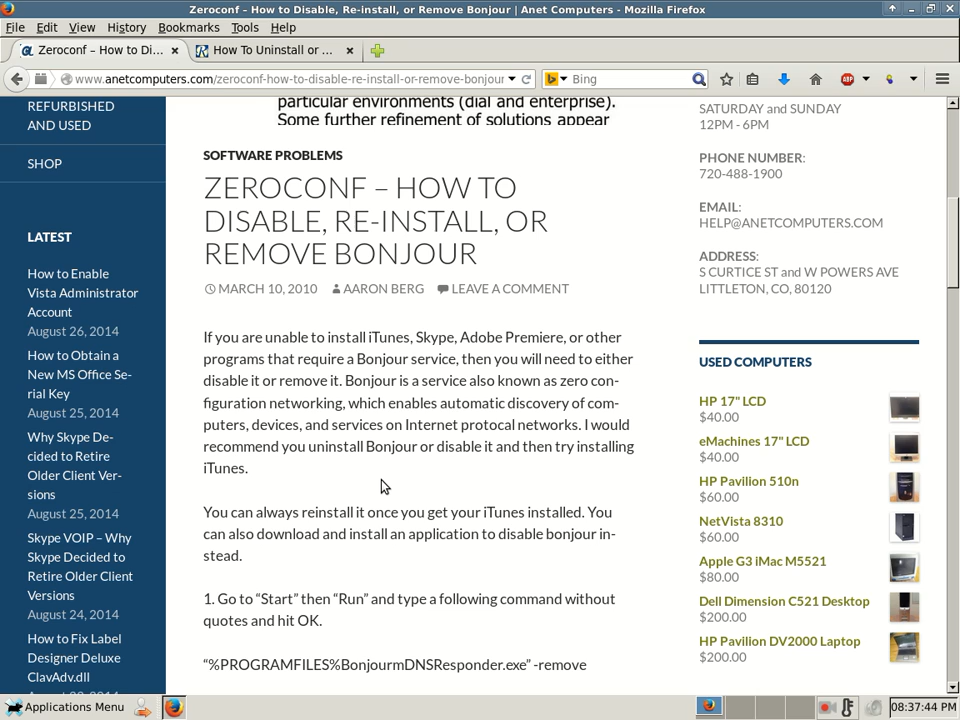 Zeroconf – How to Disable, Re-install, or Remove Bonjour | Anet Computers - Mozilla Firefox
File Edit View History Bookmarks Tools Help
Zeroconf – How to Di...
How To Uninstall or ...
www.anetcomputers.com/zeroconf-how-to-disable-re-install-or-remove-bonjour
Bing
ABP
REFURBISHED
AND USED
SHOP
LATEST
How to Enable
Vista Administrator
Account
August 26, 2014
How to Obtain a
New MS Office Se-
rial Key
August 25, 2014
Why Skype De-
cided to Retire
Older Client Ver-
sions
August 25, 2014
Skype VOIP – Why
Skype Decided to
Retire Older Client
Versions
August 24, 2014
How to Fix Label
Designer Deluxe
ClavAdv.dll
particular environments (dial and enterprise).
Some further refinement of solutions appear
SOFTWARE PROBLEMS
ZEROCONF – HOW TO
DISABLE, RE-INSTALL, OR
REMOVE BONJOUR
MARCH 10, 2010 AARON BERG LEAVE A COMMENT
If you are unable to install iTunes, Skype, Adobe Premiere, or other
programs that require a Bonjour service, then you will need to either
disable it or remove it. Bonjour is a service also known as zero con-
figuration networking, which enables automatic discovery of com-
puters, devices, and services on Internet protocal networks. I would
recommend you uninstall Bonjour or disable it and then try installing
iTunes.
You can always reinstall it once you get your iTunes installed. You
can also download and install an application to disable bonjour in-
stead.
1. Go to “Start” then “Run” and type a following command without
quotes and hit OK.
“%PROGRAMFILES%BonjourmDNSResponder.exe” -remove
SATURDAY and SUNDAY
12PM - 6PM
PHONE NUMBER:
720-488-1900
EMAIL:
HELP@ANETCOMPUTERS.COM
ADDRESS:
S CURTICE ST and W POWERS AVE
LITTLETON, CO, 80120
USED COMPUTERS
HP 17" LCD
$40.00
eMachines 17" LCD
$40.00
HP Pavilion 510n
$60.00
NetVista 8310
$60.00
Apple G3 iMac M5521
$80.00
Dell Dimension C521 Desktop
$200.00
HP Pavilion DV2000 Laptop
$200.00
Applications Menu
08:37:44 PM